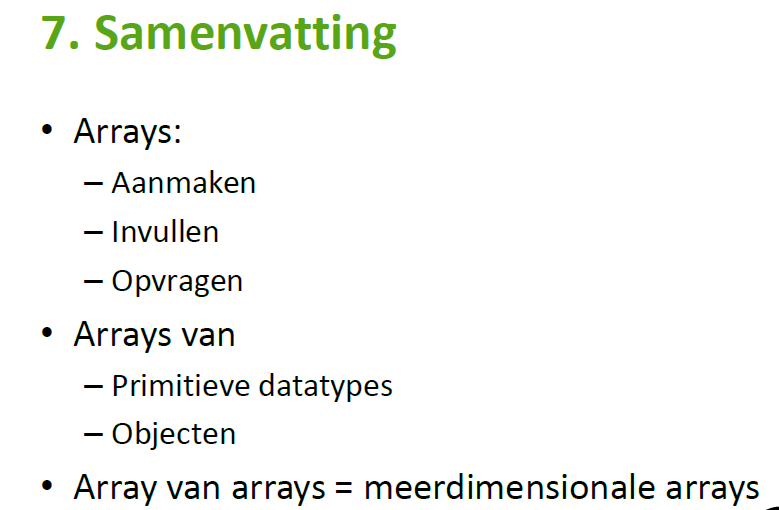 7. Samenvatting
• Arrays:
– Aanmaken
– Invullen
– Opvragen
• Arrays van
– Primitieve datatypes
– Objecten
• Array van arrays = meerdimensionale arrays